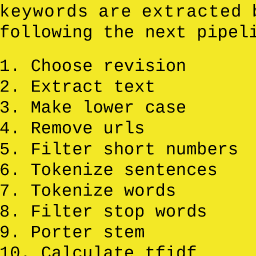 keywords are extracted
following the next
1. Choose revision
2. Extract text
3. Make lower case
4. Remove urls
5. Filter short numbers
6. Tokenize sentences
7. Tokenize words
8. Filter stop words
9. Porter stem
10. Calculate tfidf